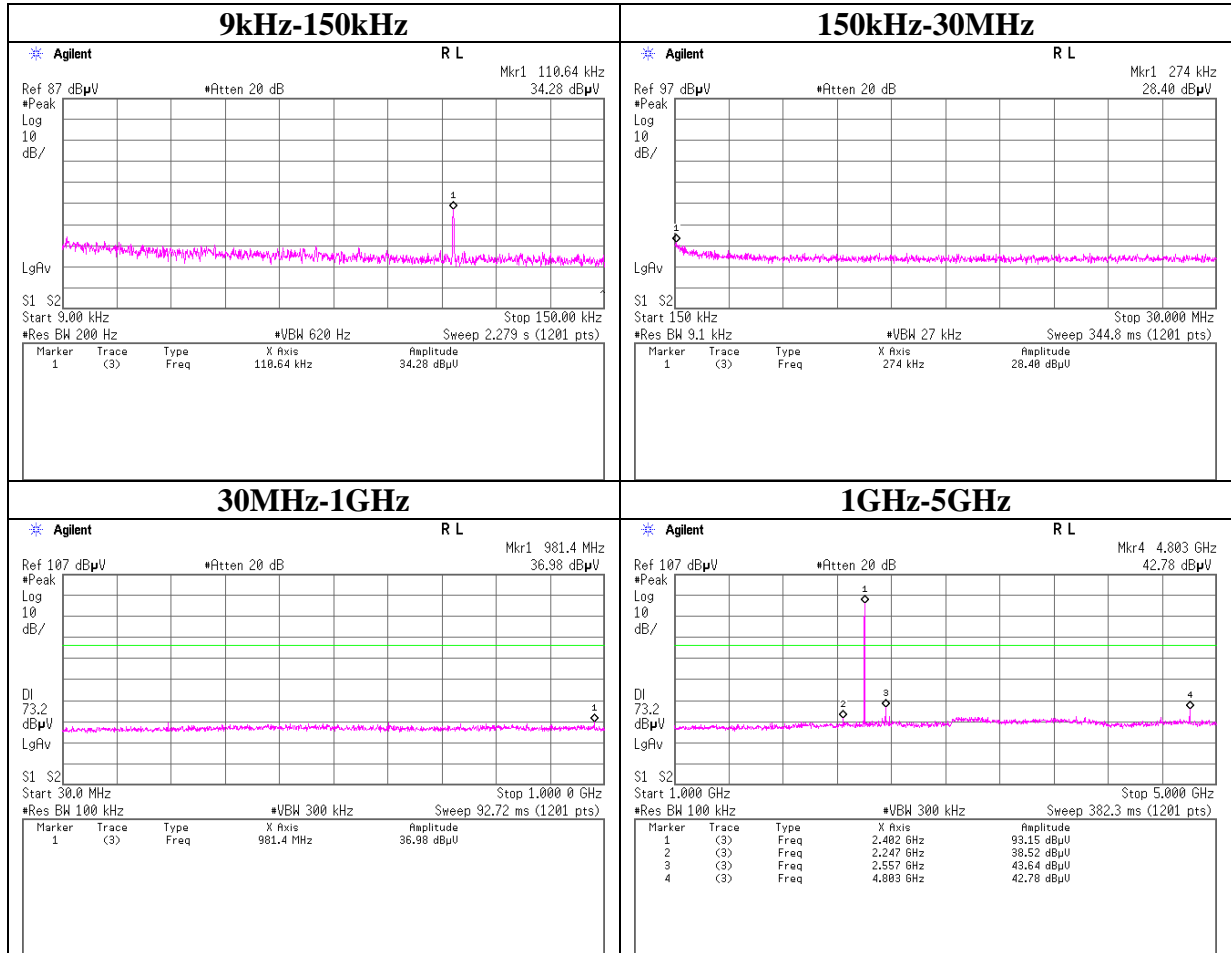 9kHz-150kHz
Agilent R L
Mkr1 110.64 kHz
Ref 87 dBµV #Atten 20 dB 34.28 dBµV
#Peak
Log
10
dB/
1
LgAv
S1 S2
Start 9.00 kHz Stop 150.00 kHz
#Res BW 200 Hz #VBW 620 Hz Sweep 2.279 s (1201 pts)
Marker Trace Type X Axis Amplitude
1 (3) Freq 110.64 kHz 34.28 dBµV
150kHz-30MHz
Agilent R L
Mkr1 274 kHz
Ref 97 dBµV #Atten 20 dB 28.40 dBµV
#Peak
Log
10
dB/
1
LgAv
S1 S2
Start 150 kHz Stop 30.000 MHz
#Res BW 9.1 kHz #VBW 27 kHz Sweep 344.8 ms (1201 pts)
Marker Trace Type X Axis Amplitude
1 (3) Freq 274 kHz 28.40 dBµV
30MHz-1GHz
Agilent R L
Mkr1 981.4 MHz
Ref 107 dBµV #Atten 20 dB 36.98 dBµV
#Peak
Log
10
dB/
DI
73.2
dBµV
1
LgAv
S1 S2
Start 30.0 MHz Stop 1.000 0 GHz
#Res BW 100 kHz #VBW 300 kHz Sweep 92.72 ms (1201 pts)
Marker Trace Type X Axis Amplitude
1 (3) Freq 981.4 MHz 36.98 dBµV
1GHz-5GHz
Agilent R L
Mkr4 4.803 GHz
Ref 107 dBµV #Atten 20 dB 42.78 dBµV
#Peak
1
Log
10
dB/
DI
2 3 4
73.2
dBµV
LgAv
S1 S2
Start 1.000 GHz Stop 5.000 GHz
#Res BW 100 kHz #VBW 300 kHz Sweep 382.3 ms (1201 pts)
Marker Trace Type X Axis Amplitude
1 (3) Freq 2.402 GHz 93.15 dBµV
2 (3) Freq 2.247 GHz 38.52 dBµV
3 (3) Freq 2.557 GHz 43.64 dBµV
4 (3) Freq 4.803 GHz 42.78 dBµV